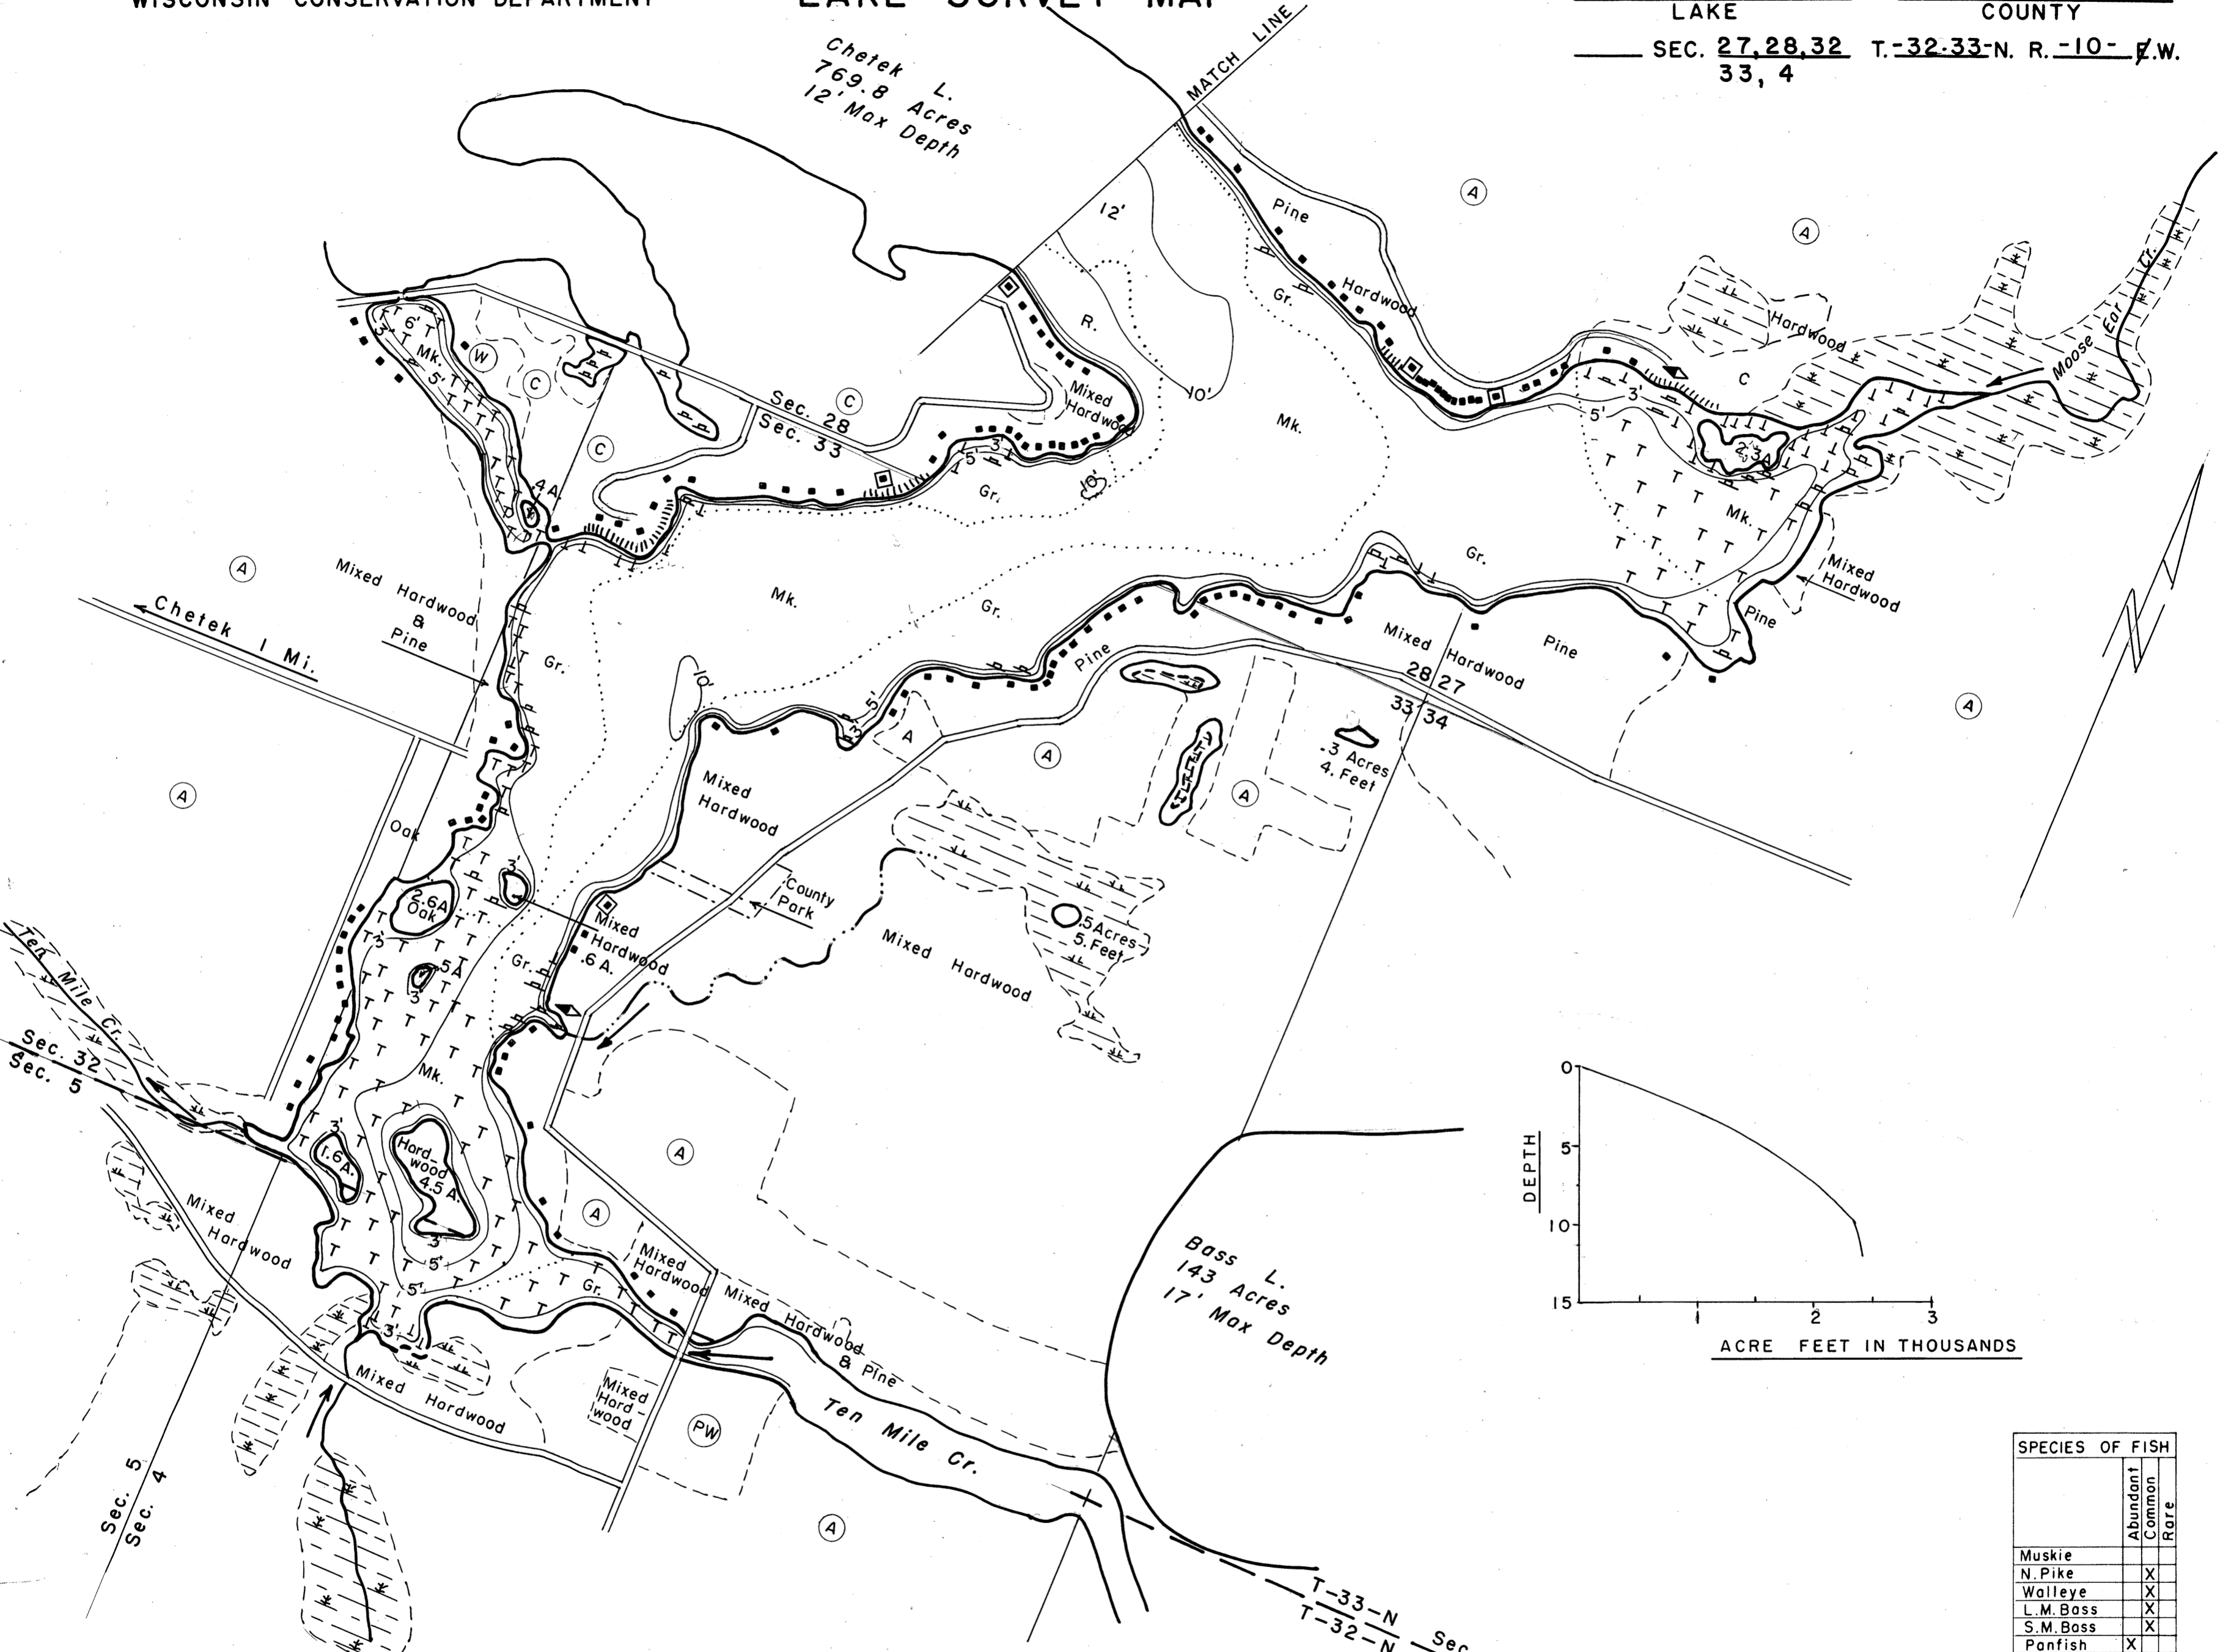 WISCONSIN CONSERVATION DEPARTMENT
LAKE SURVEY MAP
LAKE
COUNTY
SEC. 27,28,32 T.-32-33-N. R. -10- E.W.
33, 4
MATCH LINE
Chetek L.
769.8 Acres
12' Max Depth
12'
Pine
A
A
Gr.
Hardwood
R.
10'
Moose Ear Cr.
Hardwood
C
6'
3'
Mk.
5'
W
C
C
Sec. 28
Sec. 33
C
Mixed
Hardwood
5'
3'
Gr.
10'
Mk.
5'
3'
2.3A
Mk.
.4A.
A
Mixed Hardwood
&
Pine
Chetek 1 Mi.
Mk.
Gr.
Gr.
Gr.
10'
Mixed
Hardwood
Pine
Pine
Mixed Hardwood
Pine
28 27
33 34
A
3'
5'
A
A
A
.3 Acres
4. Feet
A
Mixed
Hardwood
Oak
3'
2.6A
Oak
3'
.5A
3'
Gr.
Mixed
Hardwood
.6 A.
County
Park
Mixed Hardwood
.5 Acres
5. Feet
Ten Mile Cr.
Sec. 32
Sec. 5
Mk.
3'
1.6A.
Hard-
wood
4.5 A.
3'
5'
5'
3'
A
A
Mixed
Hardwood
Gr.
Mixed
Hardwood
Mixed Hardwood
& Pine
Mixed Hardwood
Mixed
Hard-
wood
PW
Ten Mile Cr.
A
Sec. 5
Sec. 4
Bass L.
143 Acres
17' Max Depth
T-33-N
T-32-N
Sec
DEPTH
0
5
10
15
1 2 3
ACRE FEET IN THOUSANDS
SPECIES OF FISH
Abundant
Common
Rare
Muskie
N. Pike X
Walleye X
L.M. Bass X
S.M. Bass X
Panfish X